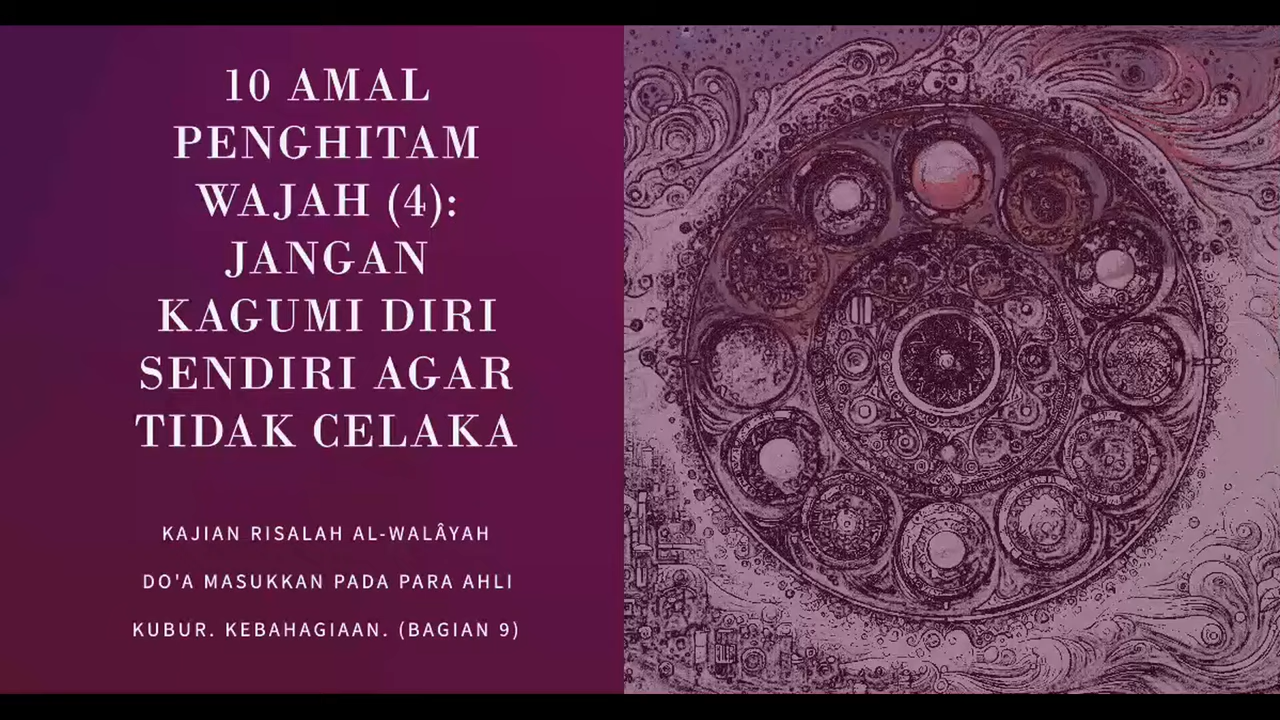 10 AMAL
PENGHITAM
WAJAH (4):
JANGAN
KAGUMI DIRI
SENDIRI AGAR
TIDAK CELAKA
KAJIAN RISALAH AL-WALÂYAH
DO'A MASUKKAN PADA PARA AHLI
KUBUR. KEBAHAGIAAN. (BAGIAN 9)